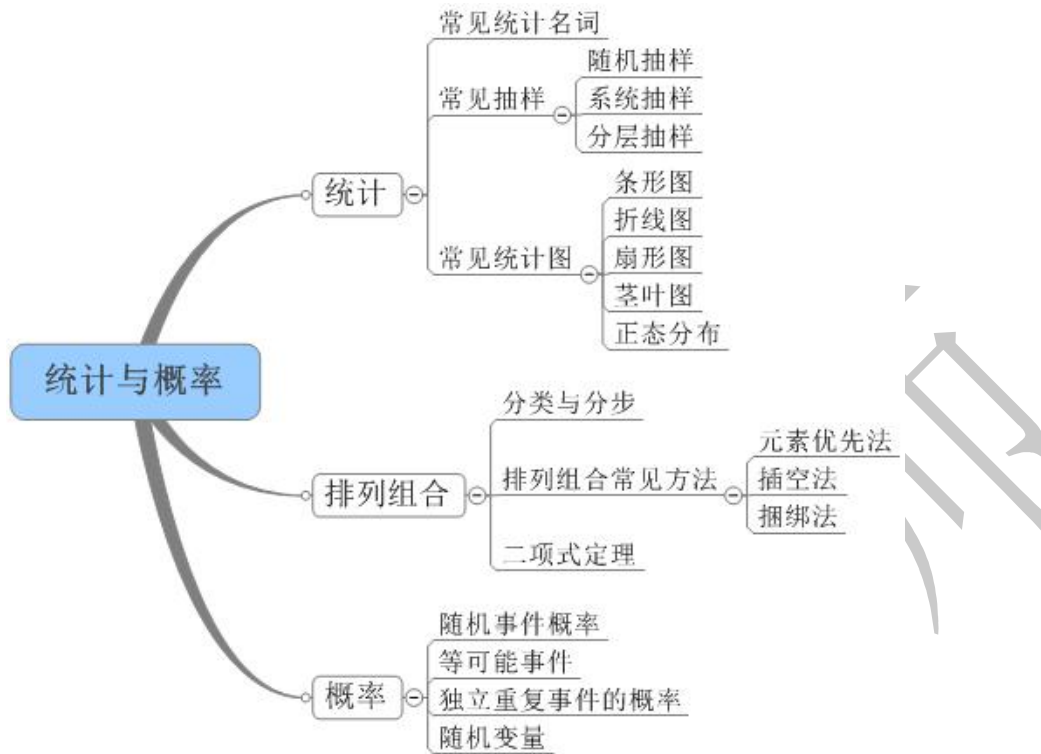 统计与概率
统计
常见统计名词
常见抽样
随机抽样
系统抽样
分层抽样
常见统计图
条形图
折线图
扇形图
茎叶图
正态分布
排列组合
分类与分步
排列组合常见方法
元素优先法
插空法
捆绑法
二项式定理
概率
随机事件概率
等可能事件
独立重复事件的概率
随机变量